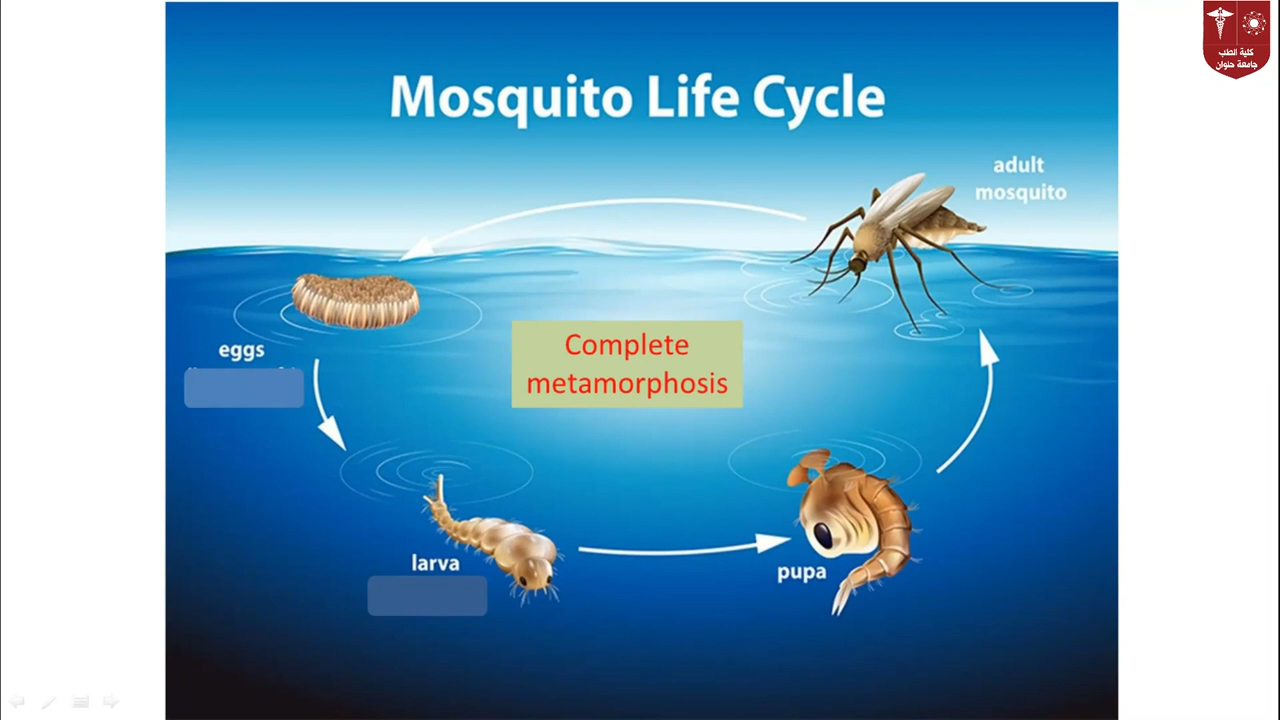 كلية الطب
جامعة حلوان
Mosquito Life Cycle
adult
mosquito
eggs
Complete
metamorphosis
larva
pupa